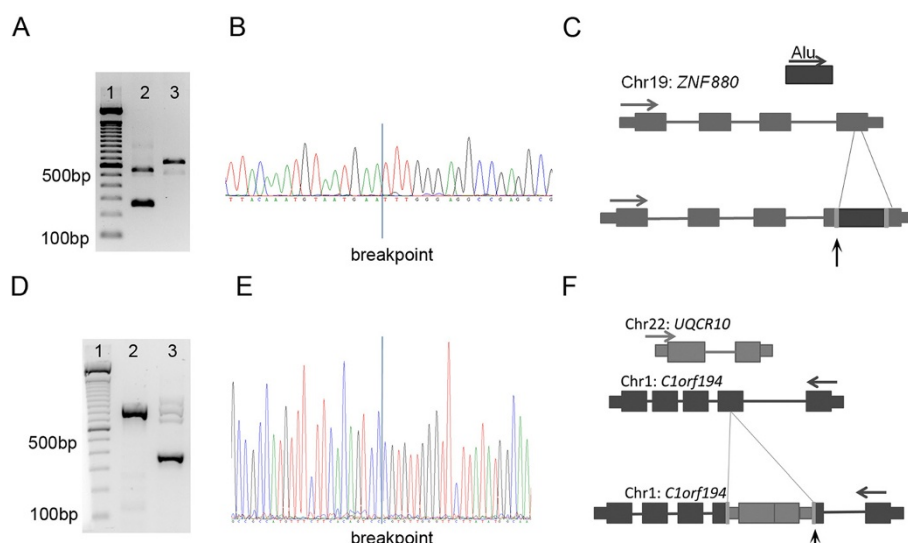 A
B
C
1 2 3
500bp
100bp
TTACAAATGTAATGAATTTGGGAGGCCGAGGCG
breakpoint
Alu
Chr19: ZNF880
D
E
F
1 2 3
500bp
100bp
breakpoint
Chr22: UQCR10
Chr1: C1orf194
Chr1: C1orf194